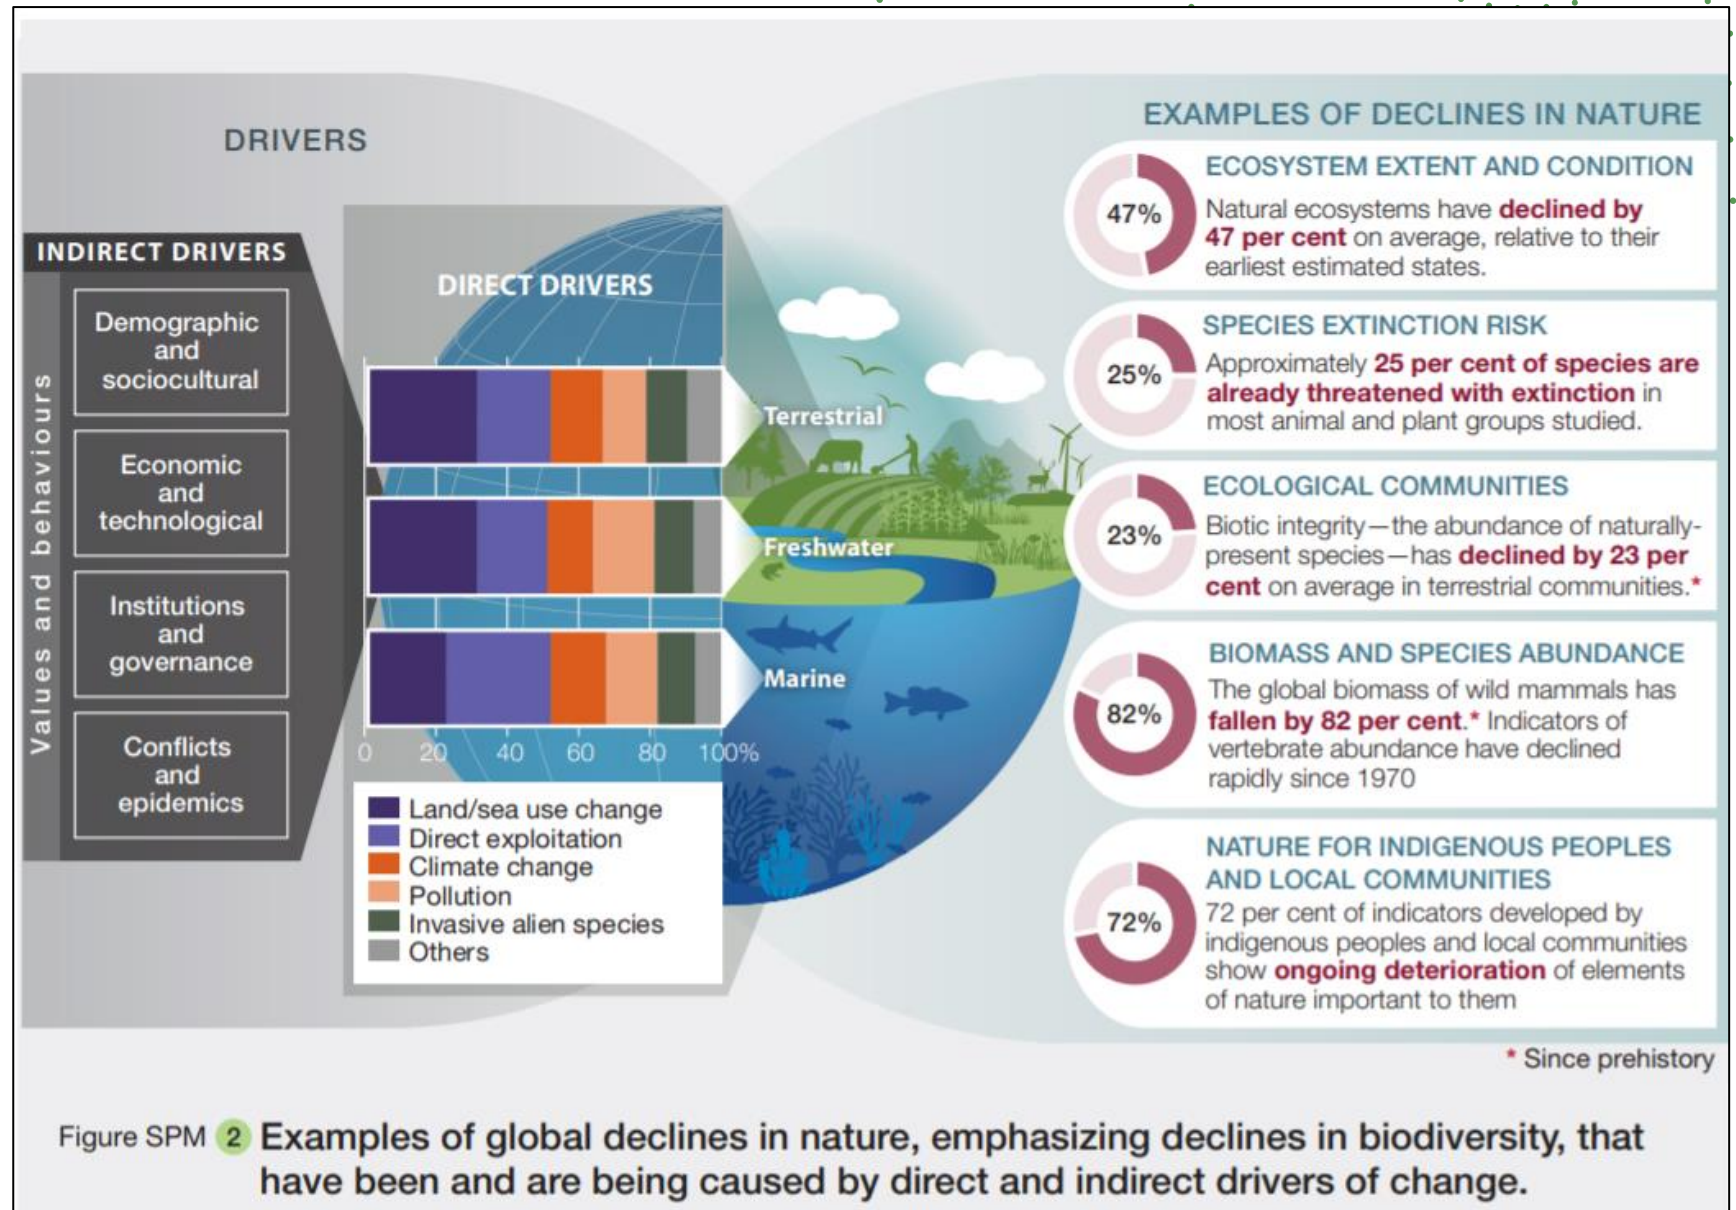 DRIVERS
INDIRECT DRIVERS
Values and behaviours
Demographic
and
sociocultural
Economic
and
technological
Institutions
and
governance
Conflicts
and
epidemics
DIRECT DRIVERS
Terrestrial
Freshwater
Marine
0 20 40 60 80 100%
Land/sea use change
Direct exploitation
Climate change
Pollution
Invasive alien species
Others
EXAMPLES OF DECLINES IN NATURE
47%
ECOSYSTEM EXTENT AND CONDITION
Natural ecosystems have declined by
47 per cent on average, relative to their
earliest estimated states.
25%
SPECIES EXTINCTION RISK
Approximately 25 per cent of species are
already threatened with extinction in
most animal and plant groups studied.
23%
ECOLOGICAL COMMUNITIES
Biotic integrity—the abundance of naturally-
present species—has declined by 23 per
cent on average in terrestrial communities.*
82%
BIOMASS AND SPECIES ABUNDANCE
The global biomass of wild mammals has
fallen by 82 per cent.* Indicators of
vertebrate abundance have declined
rapidly since 1970
72%
NATURE FOR INDIGENOUS PEOPLES
AND LOCAL COMMUNITIES
72 per cent of indicators developed by
indigenous peoples and local communities
show ongoing deterioration of elements
of nature important to them
* Since prehistory
Figure SPM 2 Examples of global declines in nature, emphasizing declines in biodiversity, that
have been and are being caused by direct and indirect drivers of change.